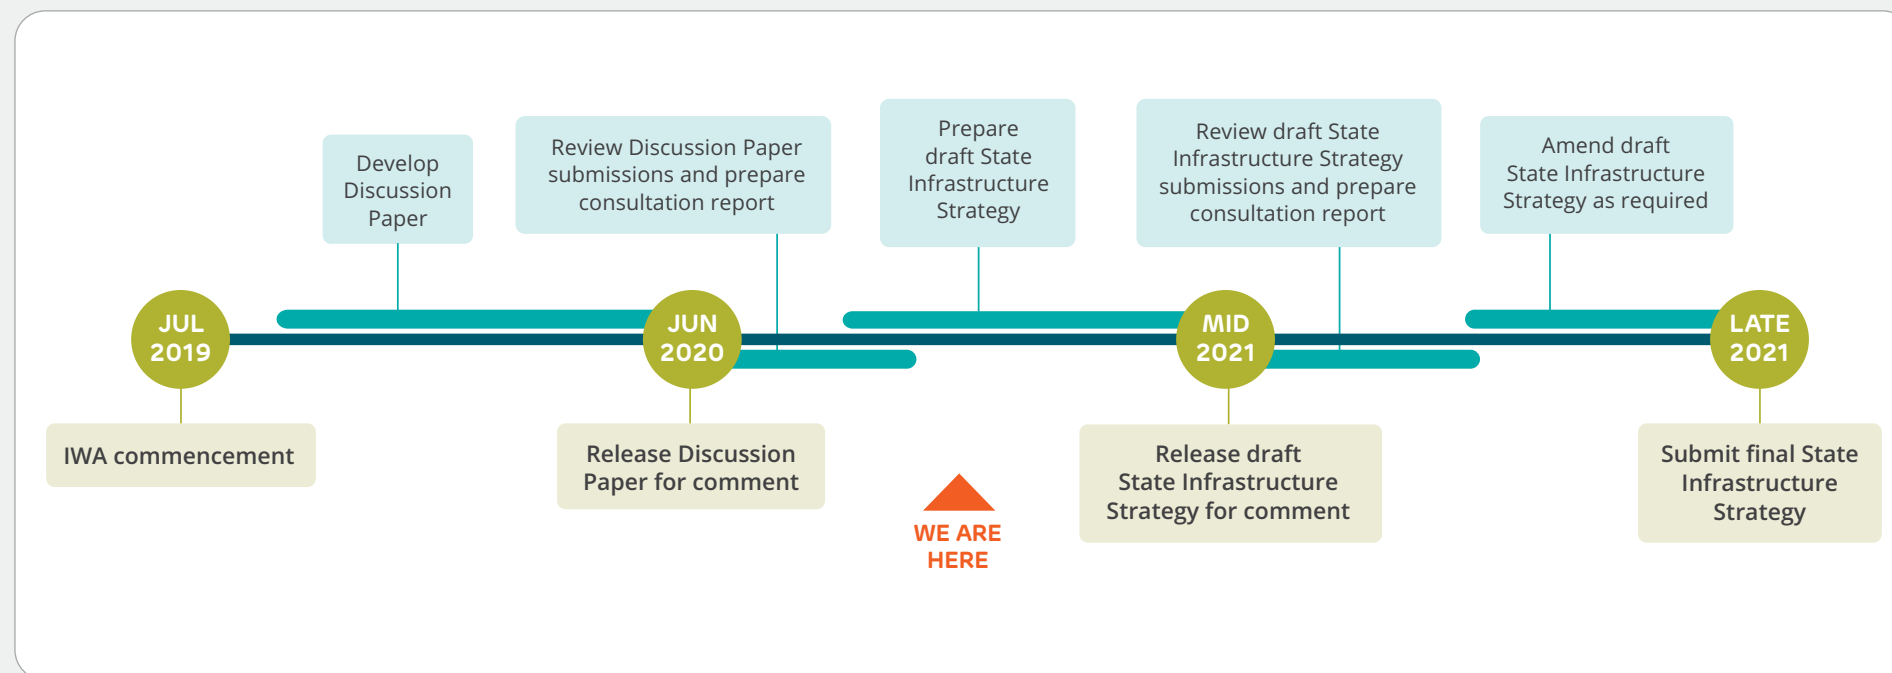 Develop
Discussion
Paper
Review Discussion Paper
submissions and prepare
consultation report
Prepare
draft State
Infrastructure
Strategy
Review draft State
Infrastructure Strategy
submissions and prepare
consultation report
Amend draft
State Infrastructure
Strategy as required
JUL
2019
JUN
2020
MID
2021
LATE
2021
IWA commencement
Release Discussion
Paper for comment
WE ARE
HERE
Release draft
State Infrastructure
Strategy for comment
Submit final State
Infrastructure
Strategy